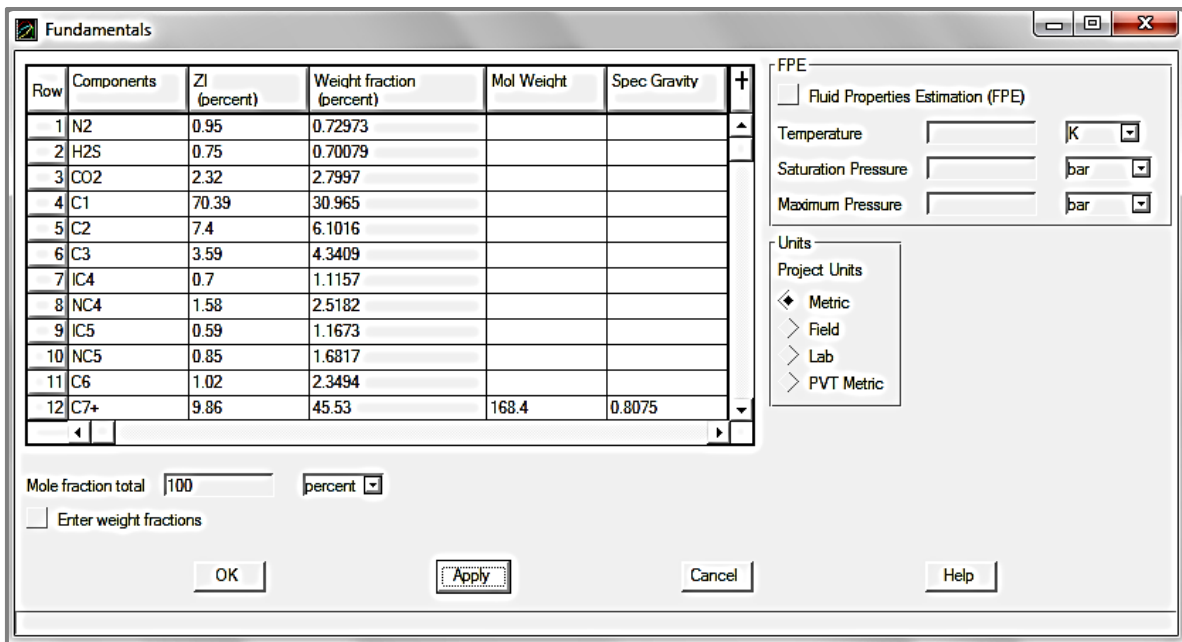 Fundamentals
Row Components ZI (percent) Weight fraction (percent) Mol Weight Spec Gravity +
1 N2 0.95 0.72973
2 H2S 0.75 0.70079
3 CO2 2.32 2.7997
4 C1 70.39 30.965
5 C2 7.4 6.1016
6 C3 3.59 4.3409
7 IC4 0.7 1.1157
8 NC4 1.58 2.5182
9 IC5 0.59 1.1673
10 NC5 0.85 1.6817
11 C6 1.02 2.3494
12 C7+ 9.86 45.53 168.4 0.8075
Mole fraction total 100 percent
Enter weight fractions
FPE
Fluid Properties Estimation (FPE)
Temperature K
Saturation Pressure bar
Maximum Pressure bar
Units
Project Units
Metric
Field
Lab
PVT Metric
OK Apply Cancel Help